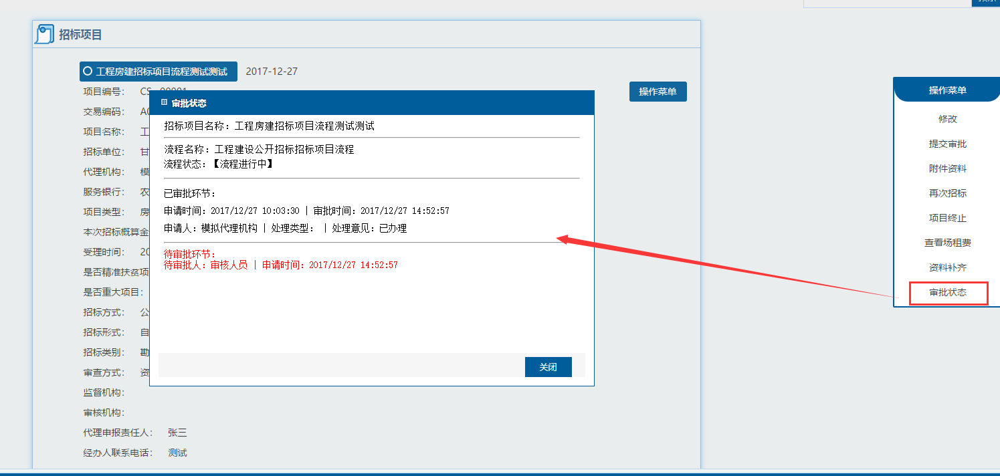 招标项目
工程房建招标项目流程测试测试 2017-12-27
项目编号：
操作菜单
交易编码：
项目名称： 工
招标单位： 甘
代理机构： 模
服务银行： 农
项目类型： 房
本次招标概算金
受理时间： 20
是否精准扶贫项
是否重大项目：
招标方式： 公
招标形式： 自
招标类别： 勘
审查方式： 资
监督机构：
审核机构：
代理申报责任人： 张三
经办人联系电话： 测试
审批状态
招标项目名称：工程房建招标项目流程测试测试
流程名称：工程建设公开招标招标项目流程
流程状态：【流程进行中】
已审批环节：
申请时间：2017/12/27 10:03:30 | 审批时间：2017/12/27 14:52:57
申请人：模拟代理机构 | 处理类型： | 处理意见：已办理
待审批环节：
待审批人：审核人员 | 申请时间：2017/12/27 14:52:57
关闭
操作菜单
修改
提交审批
附件资料
再次招标
项目终止
查看场租费
资料补齐
审批状态